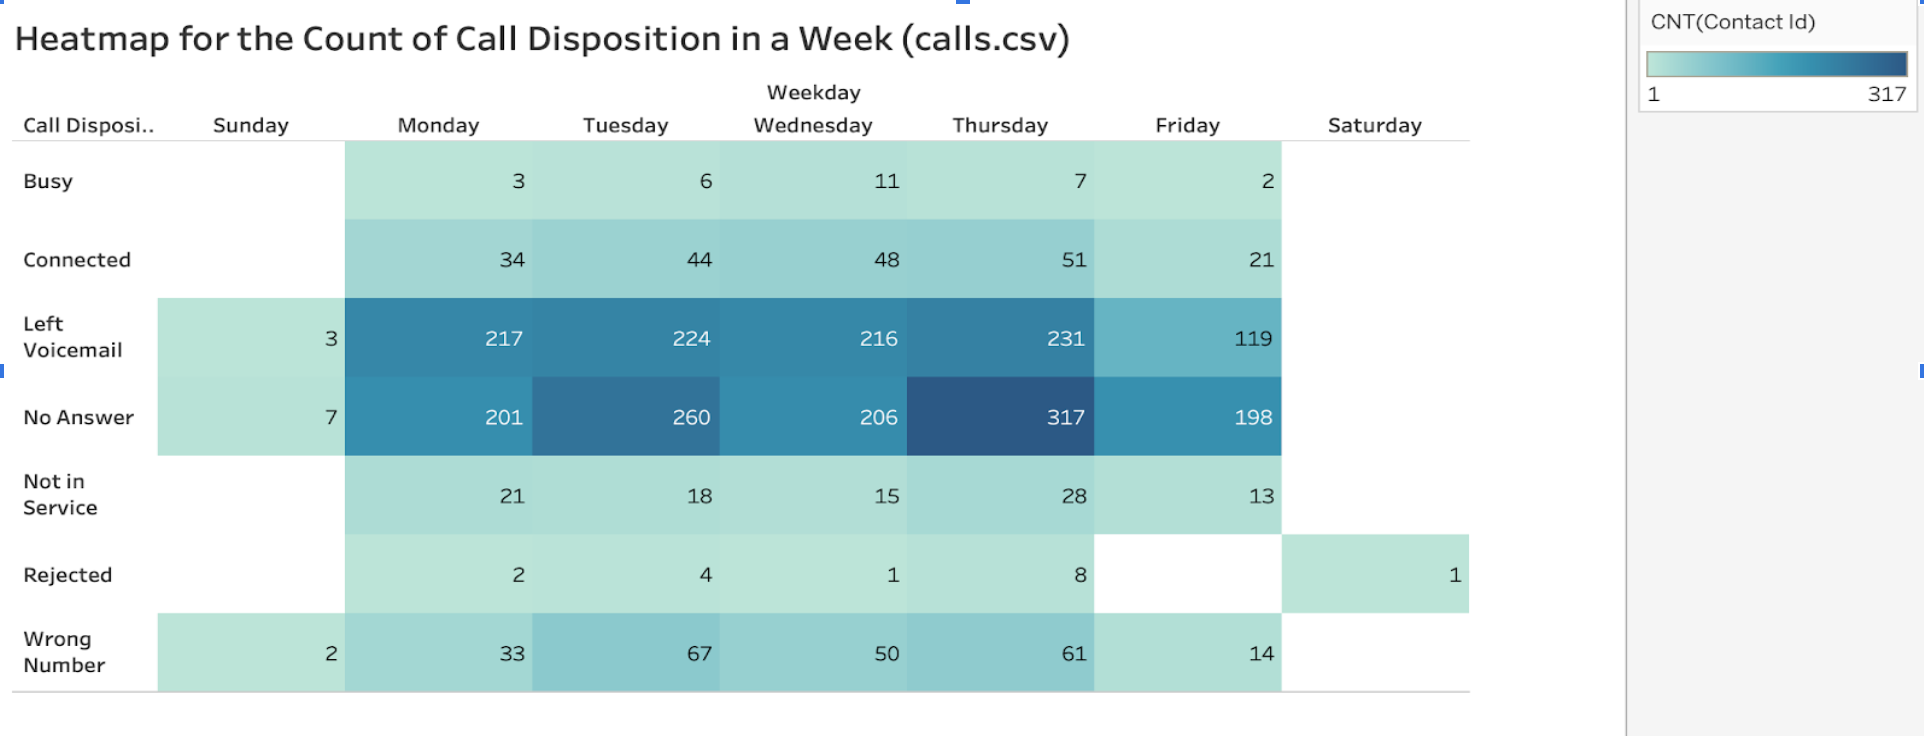 Heatmap for the Count of Call Disposition in a Week (calls.csv)
CNT(Contact Id)
1 317
Weekday
Call Disposi.. Sunday Monday Tuesday Wednesday Thursday Friday Saturday
Busy 3 6 11 7 2
Connected 34 44 48 51 21
Left
Voicemail 3 217 224 216 231 119
No Answer 7 201 260 206 317 198
Not in
Service 21 18 15 28 13
Rejected 2 4 1 8 1
Wrong
Number 2 33 67 50 61 14